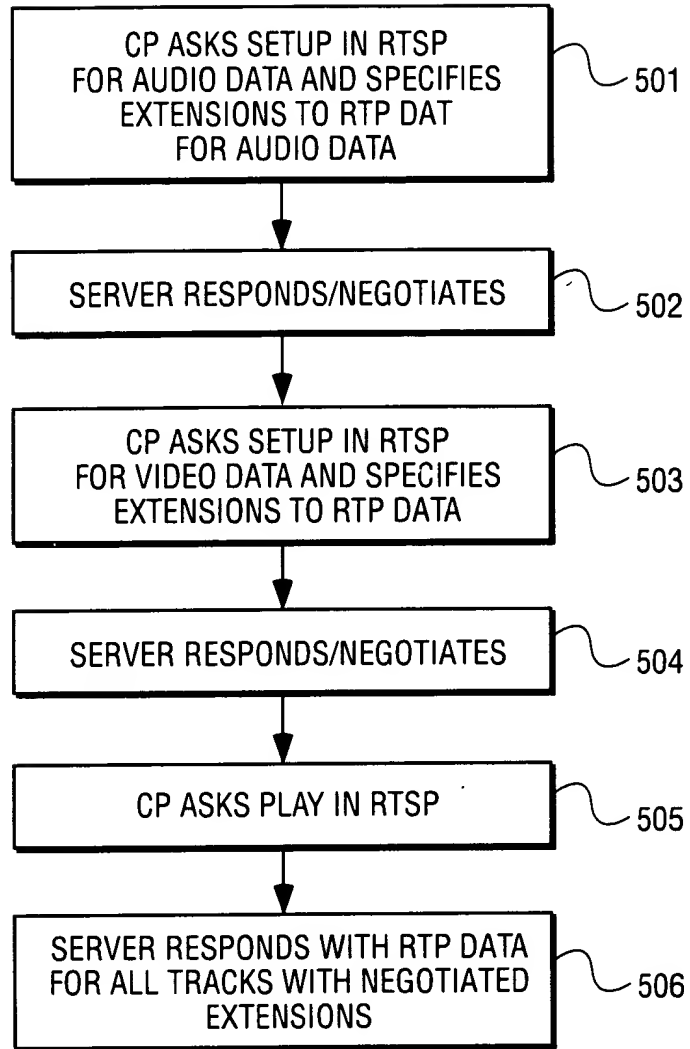 CP ASKS SETUP IN RTSP
FOR AUDIO DATA AND SPECIFIES
EXTENSIONS TO RTP DAT
FOR AUDIO DATA
501
SERVER RESPONDS/NEGOTIATES
502
CP ASKS SETUP IN RTSP
FOR VIDEO DATA AND SPECIFIES
EXTENSIONS TO RTP DATA
503
SERVER RESPONDS/NEGOTIATES
504
CP ASKS PLAY IN RTSP
505
SERVER RESPONDS WITH RTP DATA
FOR ALL TRACKS WITH NEGOTIATED
EXTENSIONS
506